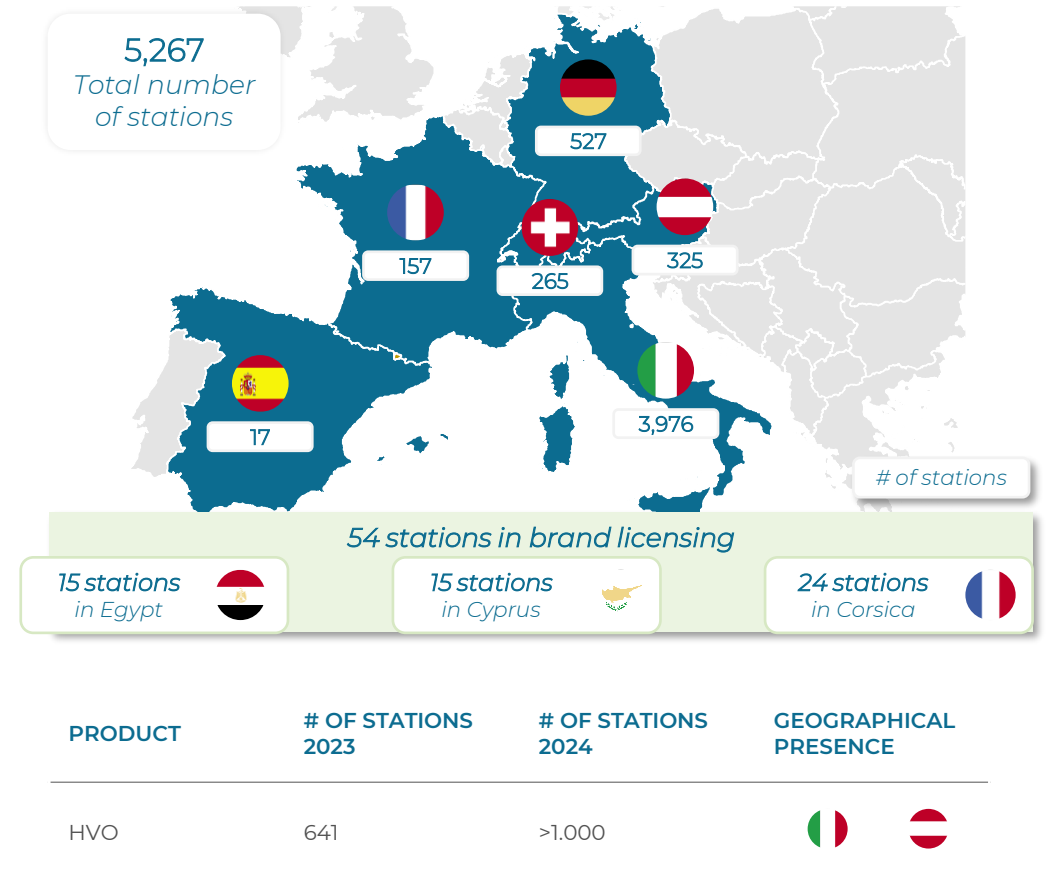 5,267
Total number
of stations
527
157
265
325
17
3,976
# of stations
54 stations in brand licensing
15 stations
in Egypt
15 stations
in Cyprus
24 stations
in Corsica
PRODUCT
# OF STATIONS
2023
# OF STATIONS
2024
GEOGRAPHICAL
PRESENCE
HVO
641
>1.000